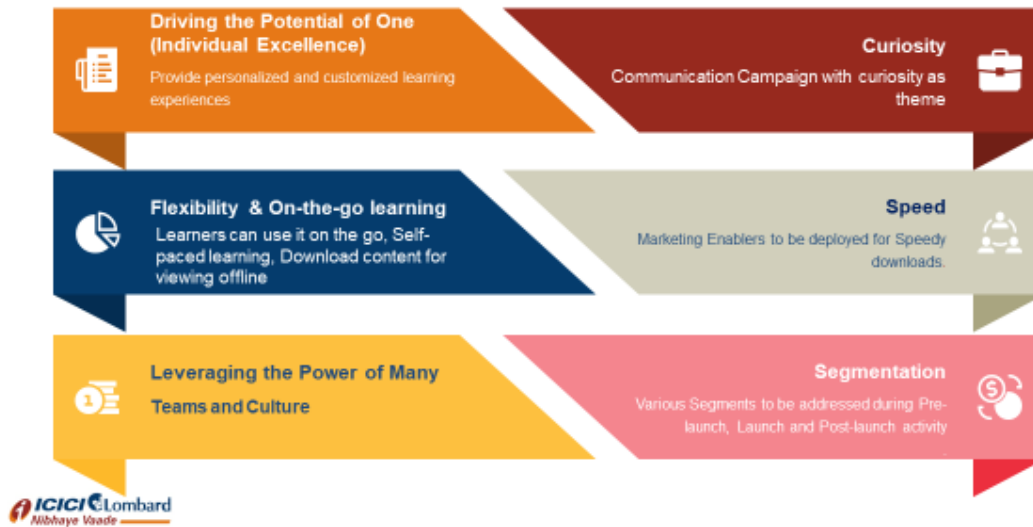 Driving the Potential of One
(Individual Excellence)
Provide personalized and customized learning
experiences
Curiosity
Communication Campaign with curiosity as
theme
Flexibility & On-the-go learning
Learners can use it on the go, Self-
paced learning, Download content for
viewing offline
Speed
Marketing Enablers to be deployed for Speedy
downloads.
1
Leveraging the Power of Many
Teams and Culture
Segmentation
Various Segments to be addressed during Pre-
launch, Launch and Post-launch activity
.
$
ICICI Lombard
Nibhaye Vaade